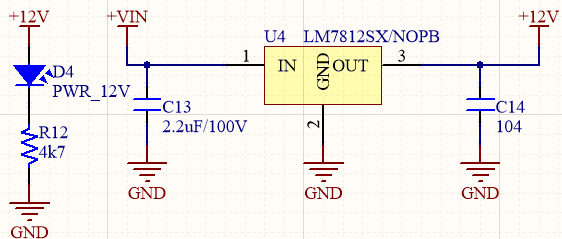 +12V
D4
PWR_12V
R12
4k7
GND
+VIN
C13
2.2uF/100V
GND
U4 LM7812SX/NOPB
1
IN
GND
OUT
3
2
GND
+12V
C14
104
GND